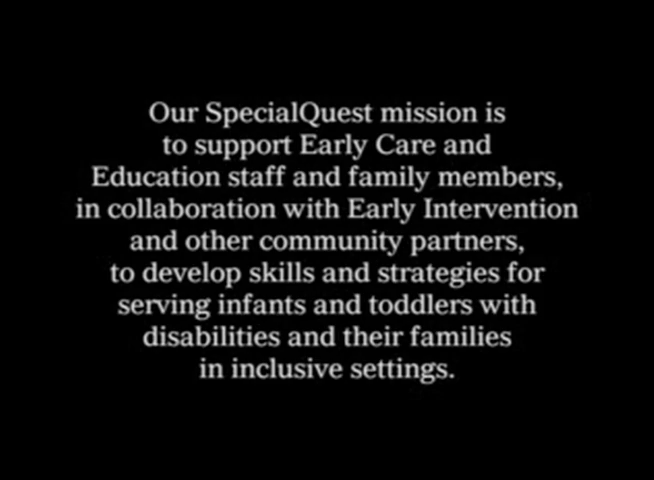 Our SpecialQuest mission is
to support Early Care and
Education staff and family members,
in collaboration with Early Intervention
and other community partners,
to develop skills and strategies for
serving infants and toddlers with
disabilities and their families
in inclusive settings.